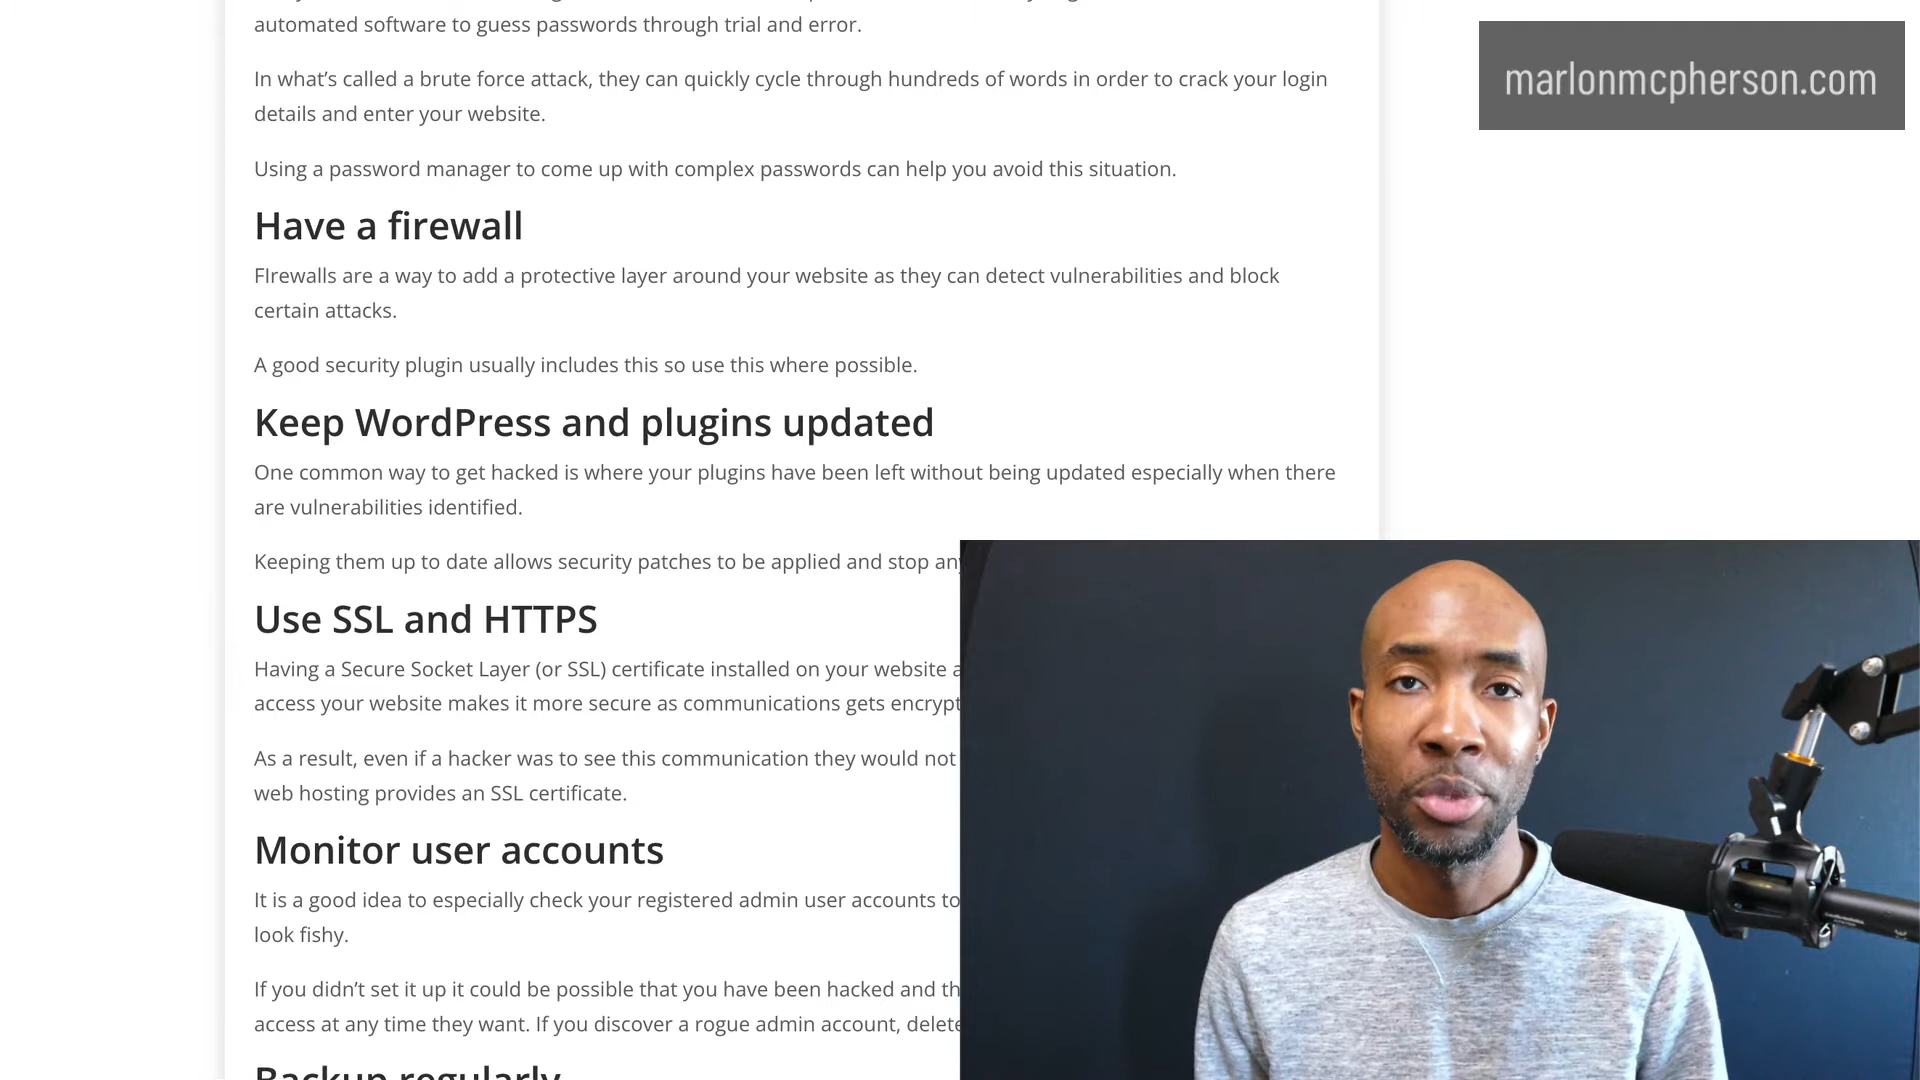 automated software to guess passwords through trial and error.
marlonmcpherson.com
In what’s called a brute force attack, they can quickly cycle through hundreds of words in order to crack your login
details and enter your website.
Using a password manager to come up with complex passwords can help you avoid this situation.
Have a firewall
FIrewalls are a way to add a protective layer around your website as they can detect vulnerabilities and block
certain attacks.
A good security plugin usually includes this so use this where possible.
Keep WordPress and plugins updated
One common way to get hacked is where your plugins have been left without being updated especially when there
are vulnerabilities identified.
Keeping them up to date allows security patches to be applied and stop any
Use SSL and HTTPS
Having a Secure Socket Layer (or SSL) certificate installed on your website
access your website makes it more secure as communications gets
As a result, even if a hacker was to see this communication they would not
web hosting provides an SSL certificate.
Monitor user accounts
It is a good idea to especially check your registered admin user accounts to
look fishy.
If you didn’t set it up it could be possible that you have been hacked and
access at any time they want. If you discover a rogue admin account, delete
Backup regularly